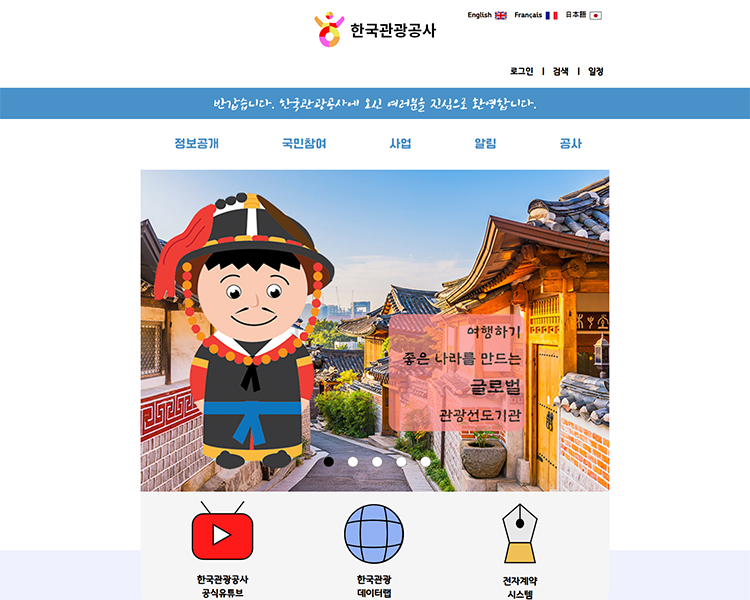 English Français 日本語
한국관광공사
로그인 | 검색 | 일정
반갑습니다. 한국관광공사에 오신 여러분을 진심으로 환영합니다.
정보공개 국민참여 사업 알림 공사
여행하기
좋은 나라를 만드는
글로벌
관광선도기관
한국관광공사
공식유튜브
한국관광
데이터랩
전자계약
시스템